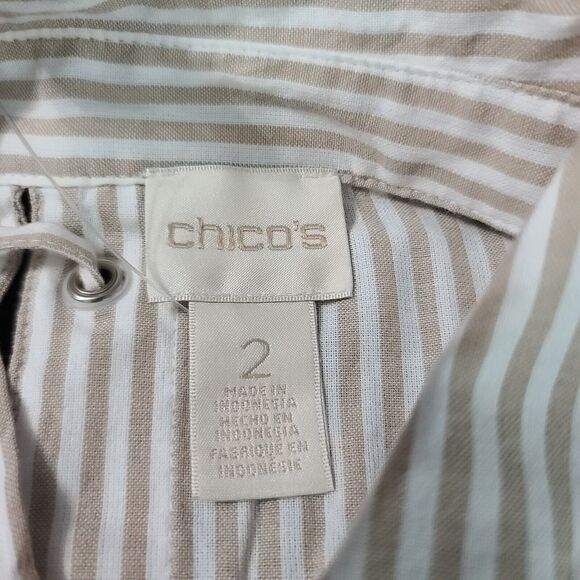 chico's
2
MADE IN
INDONESIA
HECHO EN
INDONESIA
FABRIQUE EN
INDONESIE